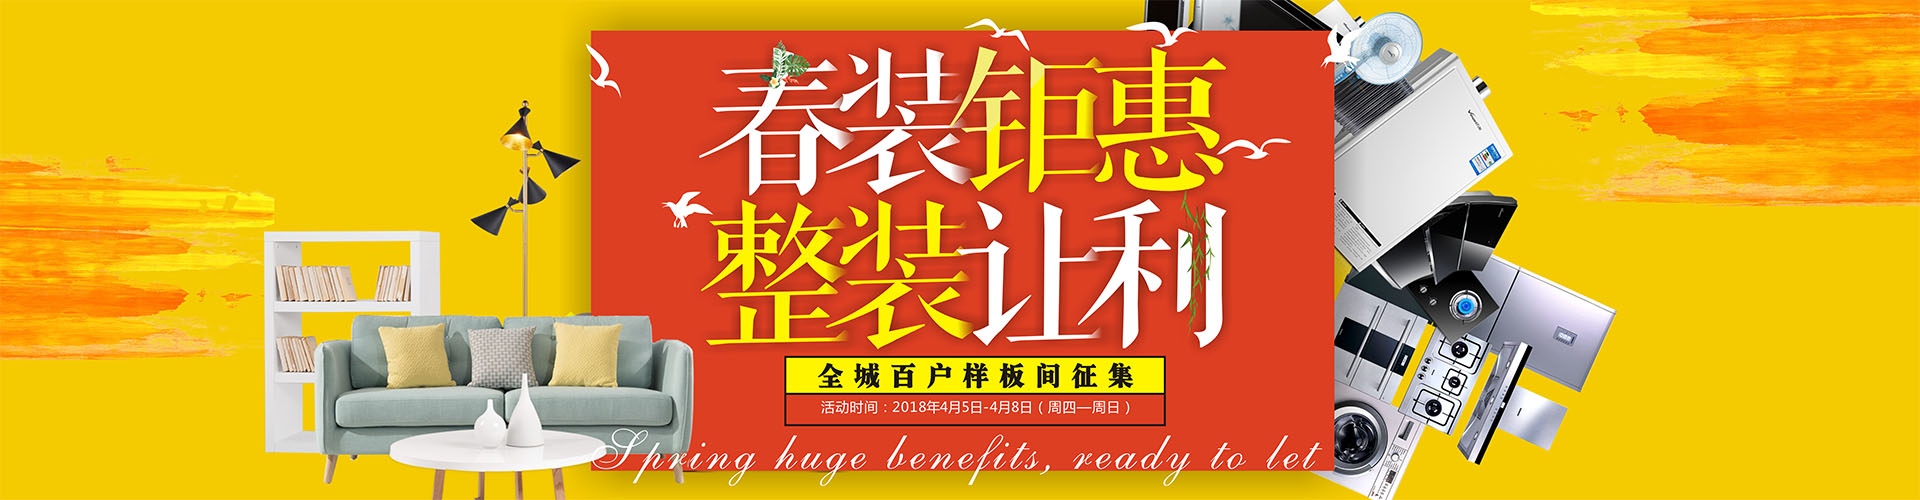 春装钜惠
整装让利
全城百户样板间征集
活动时间：2018年4月5日-4月8日（周四—周日）
Spring huge benefits, ready to let